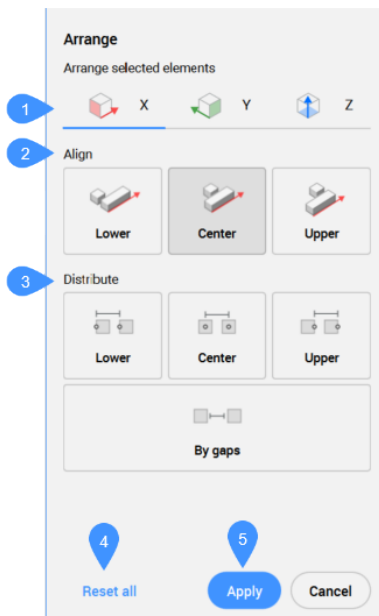 Arrange
Arrange selected elements
1 X Y Z
2 Align
Lower Center Upper
3 Distribute
Lower Center Upper
By gaps
4 5
Reset all Apply Cancel